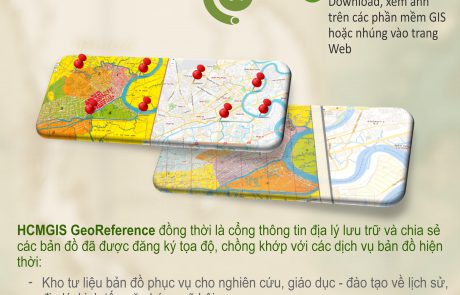 Download, xem ảnh
trên các phần mềm GIS
hoặc nhúng vào trang
Web
HCMGIS GeoReference đồng thời là cổng thông tin địa lý lưu trữ và chia sẻ
các bản đồ đã được đăng ký tọa độ, chồng khớp với các dịch vụ bản đồ hiện
thời:
- Kho tư liệu bản đồ phục vụ cho nghiên cứu, giáo dục - đào tạo về lịch sử,